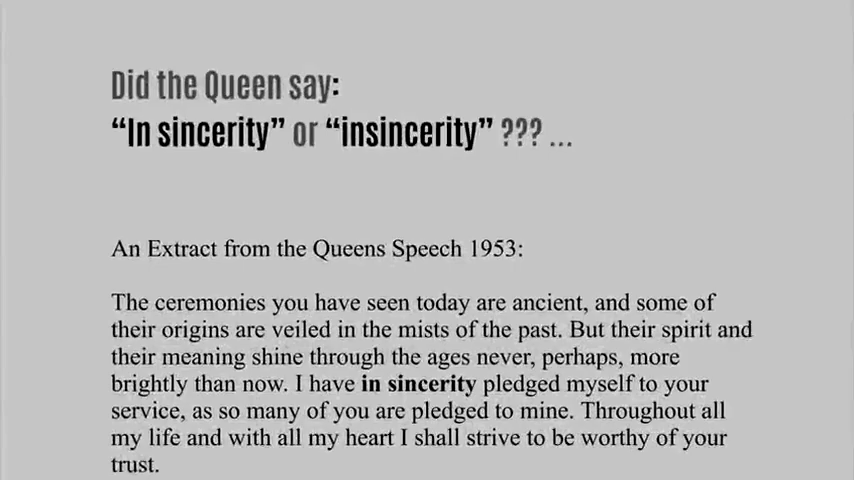 Did the Queen say:
“In sincerity” or “insincerity” ??? ...
An Extract from the Queens Speech 1953:
The ceremonies you have seen today are ancient, and some of
their origins are veiled in the mists of the past. But their spirit and
their meaning shine through the ages never, perhaps, more
brightly than now. I have in sincerity pledged myself to your
service, as so many of you are pledged to mine. Throughout all
my life and with all my heart I shall strive to be worthy of your
trust.